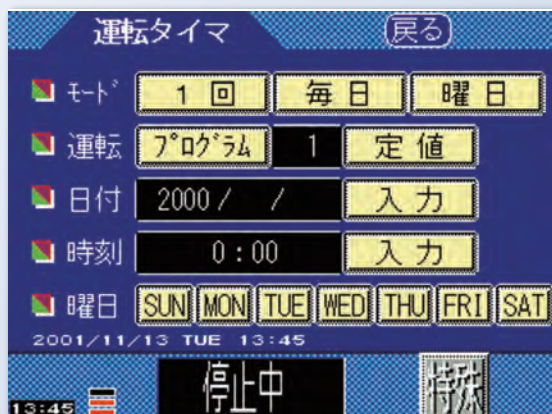 運転タイマ 戻る
モード 1回 毎日 曜日
運転 プログラム 1 定値
日付 2000/ / 入力
時刻 0:00 入力
曜日 SUN MON TUE WED THU FRI SAT
2001/11/13 TUE 13:45
13:45 停止中 特殊